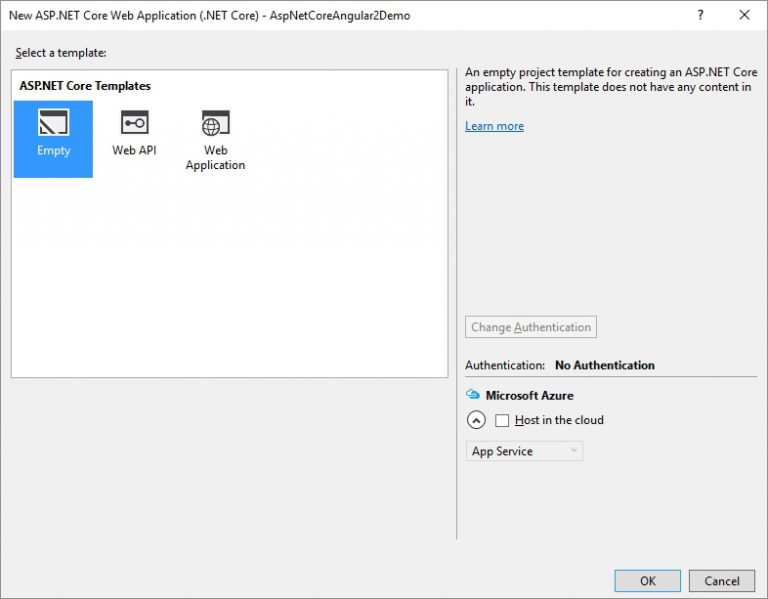 New ASP.NET Core Web Application (.NET Core) - AspNetCoreAngular2Demo
?
Select a template:
ASP.NET Core Templates
Empty
Web API
Web
Application
An empty project template for creating an ASP.NET Core
application. This template does not have any content in
it.
Learn more
Change Authentication
Authentication: No Authentication
Microsoft Azure
Host in the cloud
App Service
OK
Cancel